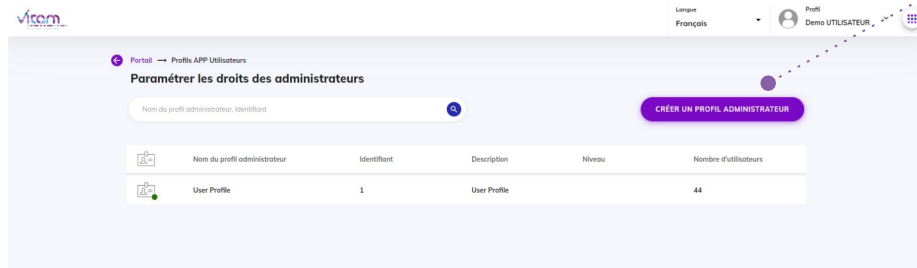 vitam
Langue
Français
Profil
Demo UTILISATEUR
Portail → Profils APP Utilisateurs
Paramétrer les droits des administrateurs
Nom du profil administrateur, Identifiant
CRÉER UN PROFIL ADMINISTRATEUR
Nom du profil administrateur Identifiant Description Niveau Nombre d'utilisateurs
User Profile 1 User Profile 44